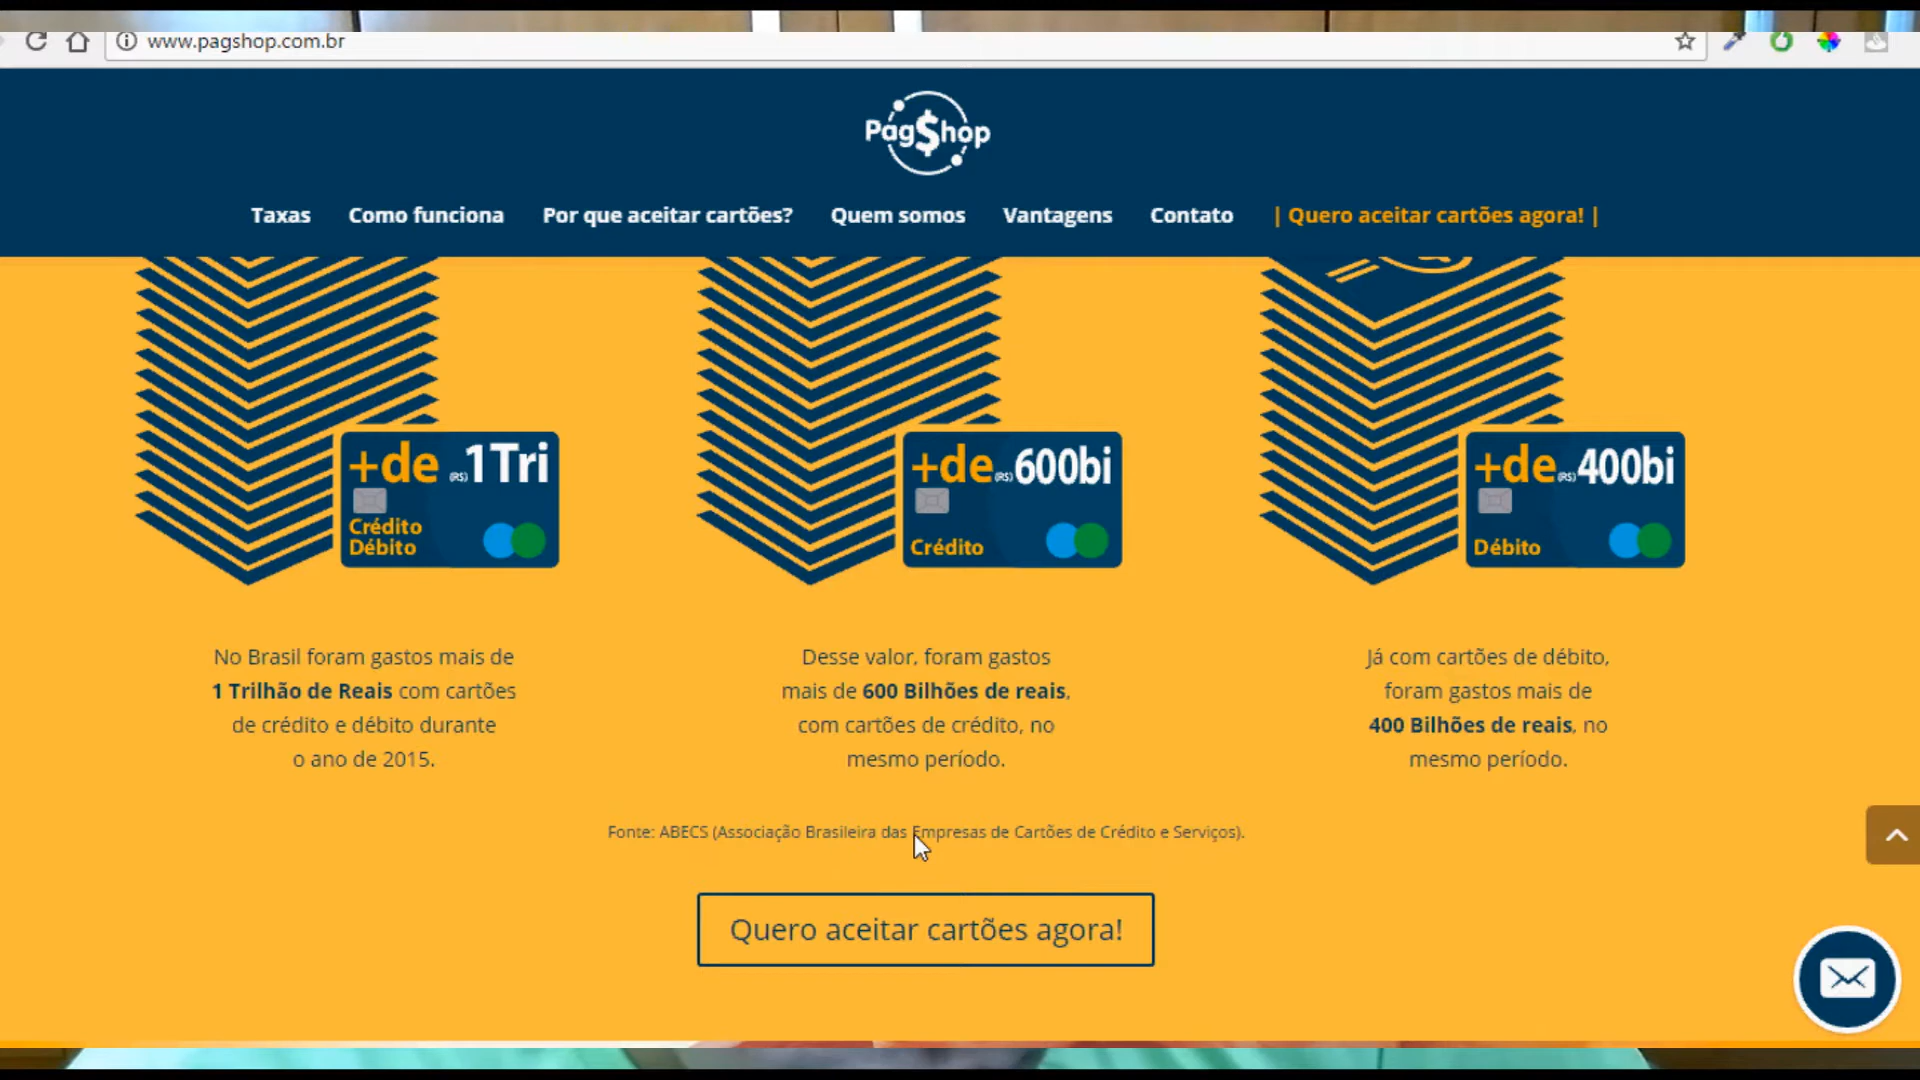 www.pagshop.com.br
Pag$hop
Taxas Como funciona Por que aceitar cartões? Quem somos Vantagens Contato | Quero aceitar cartões agora! |
+de (R$) 1Tri
Crédito
Débito
+de (R$) 600bi
Crédito
+de (R$) 400bi
Débito
No Brasil foram gastos mais de
1 Trilhão de Reais com cartões
de crédito e débito durante
o ano de 2015.
Desse valor, foram gastos
mais de 600 Bilhões de reais,
com cartões de crédito, no
mesmo período.
Já com cartões de débito,
foram gastos mais de
400 Bilhões de reais, no
mesmo período.
Fonte: ABECS (Associação Brasileira das Empresas de Cartões de Crédito e Serviços).
Quero aceitar cartões agora!